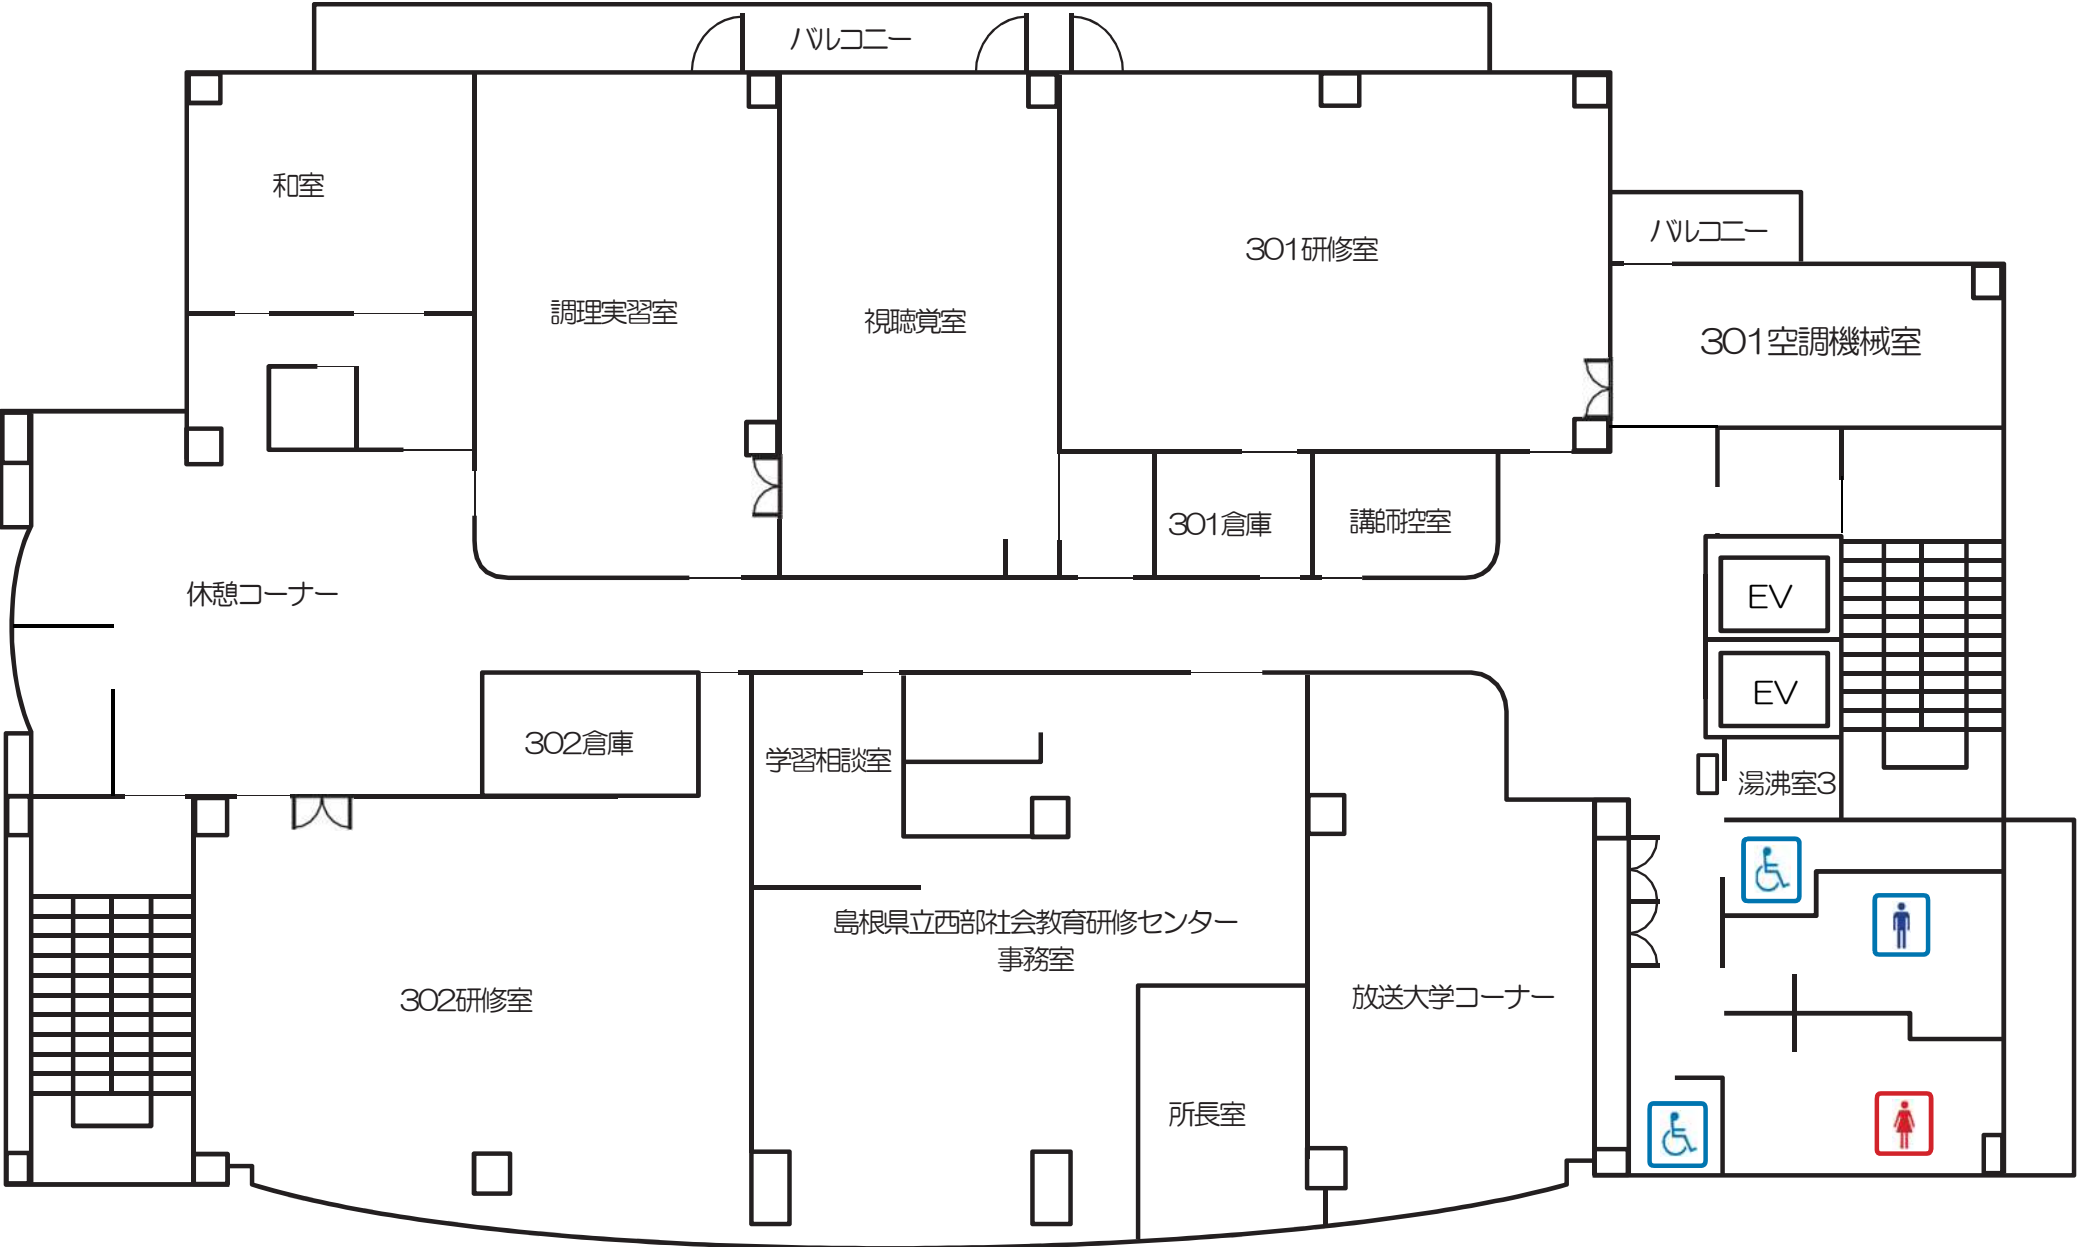 バルコニー
和室
バルコニー
301研修室
調理実習室
視聴覚室
301空調機械室
301倉庫
講師控室
休憩コーナー
EV
EV
302倉庫
学習相談室
湯沸室3
島根県立西部社会教育研修センター
事務室
302研修室
放送大学コーナー
所長室